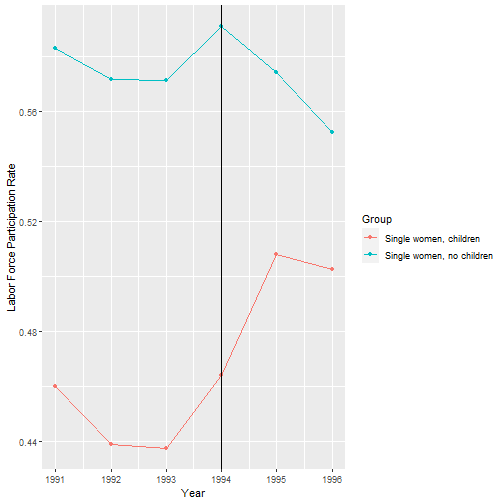 Labor Force Participation Rate
0.56
0.52
0.48
0.44
1991 1992 1993 1994 1995 1996
Year
Group
Single women, children
Single women, no children